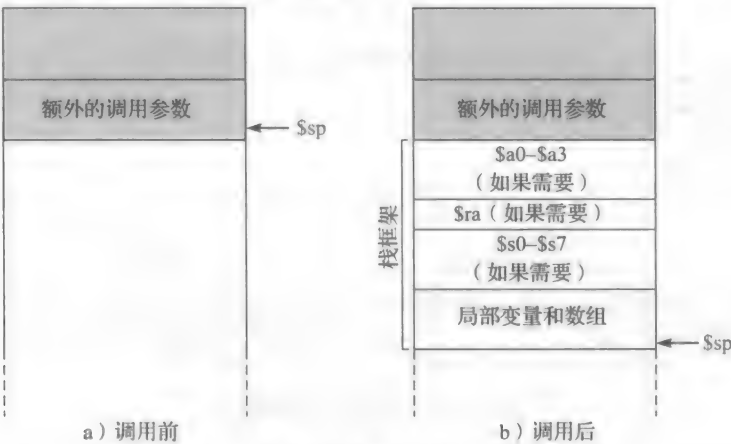 额外的调用参数
$sp
a）调用前
额外的调用参数
$a0–$a3
（如果需要）
$ra（如果需要）
$s0–$s7
（如果需要）
局部变量和数组
栈框架
$sp
b）调用后